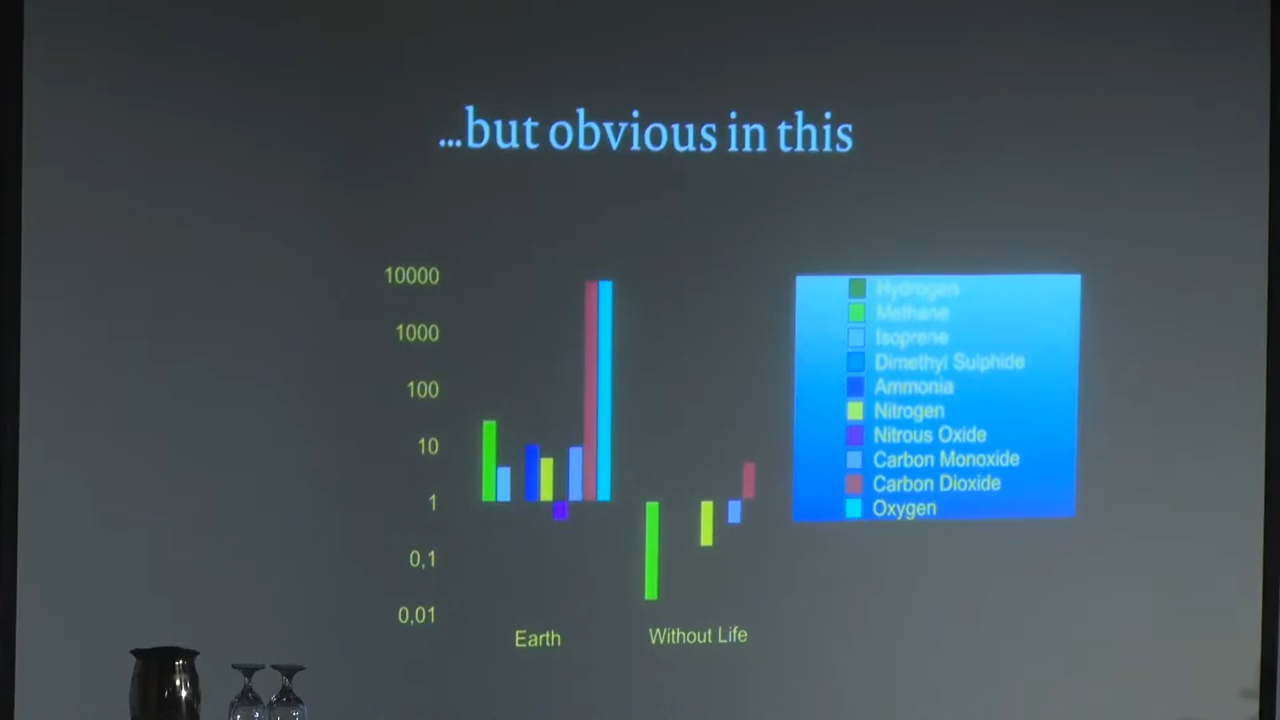 ...but obvious in this
10000
1000
100
10
1
0,1
0,01
Earth
Without Life
Hydrogen
Methane
Isoprene
Dimethyl Sulphide
Ammonia
Nitrogen
Nitrous Oxide
Carbon Monoxide
Carbon Dioxide
Oxygen